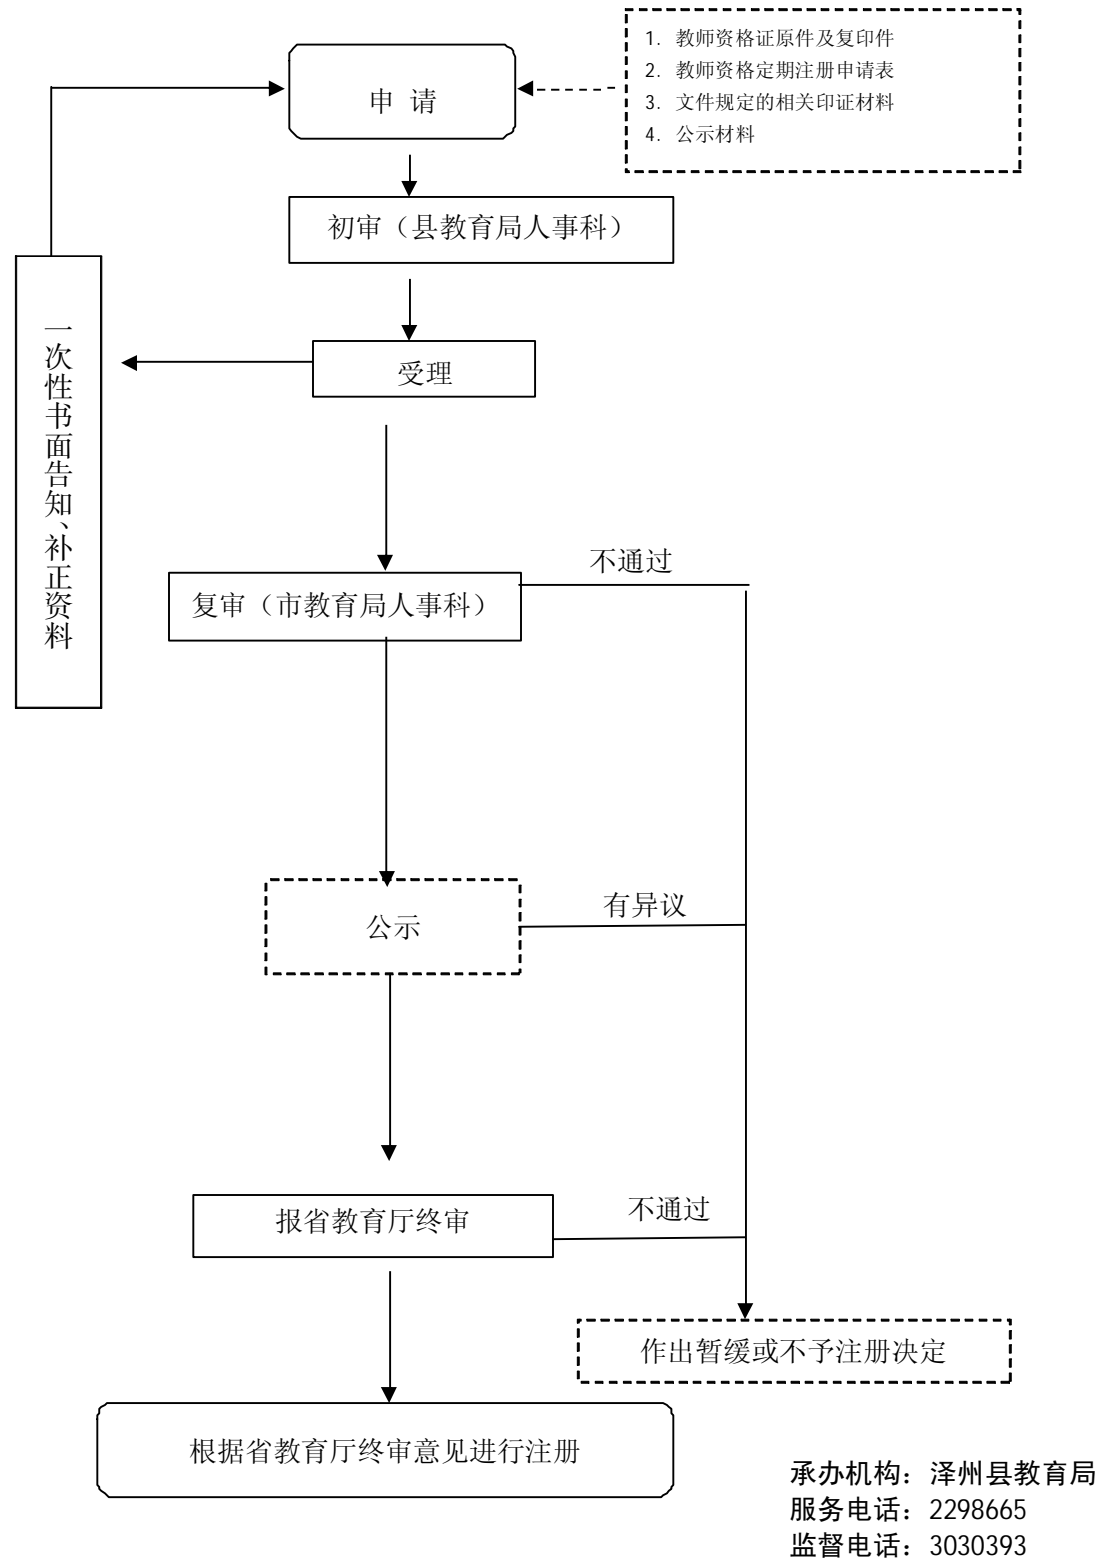 1. 教师资格证原件及复印件
2. 教师资格定期注册申请表
3. 文件规定的相关印证材料
4. 公示材料
申 请
初审（县教育局人事科）
受理
一次性书面告知、补正资料
不通过
复审（市教育局人事科）
有异议
公示
不通过
报省教育厅终审
作出暂缓或不予注册决定
根据省教育厅终审意见进行注册
承办机构：泽州县教育局
服务电话：2298665
监督电话：3030393